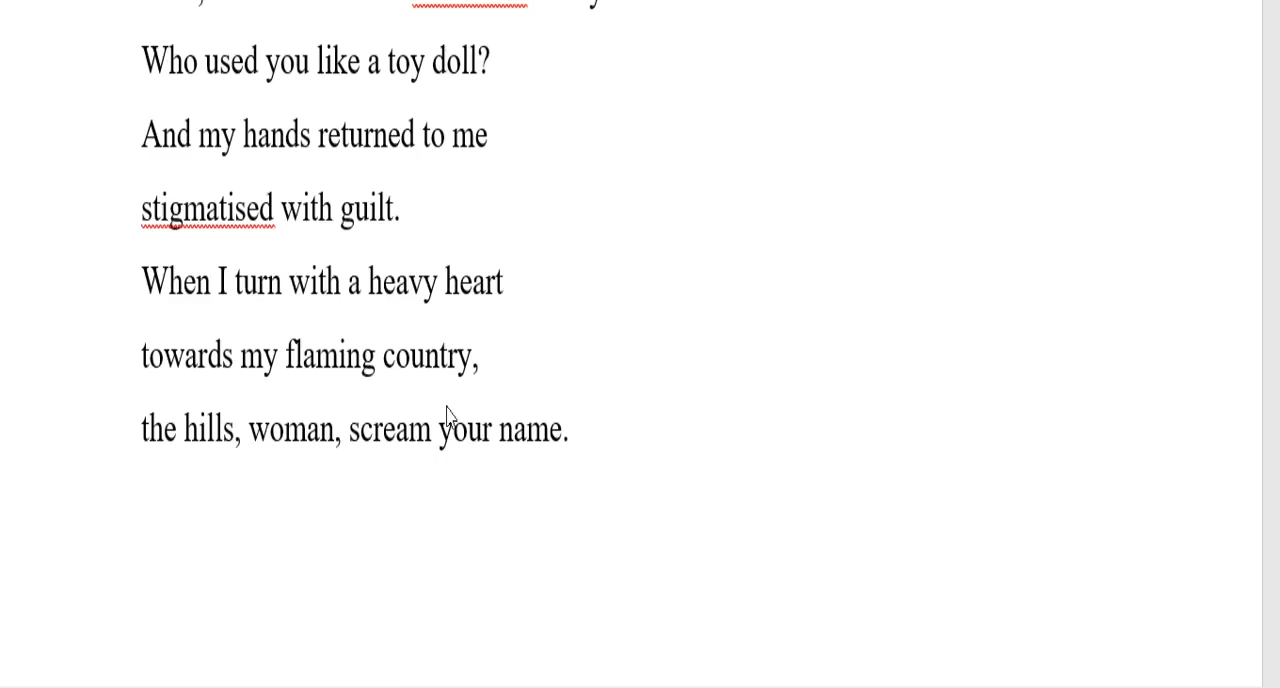 Who used you like a toy doll?
And my hands returned to me
stigmatised with guilt.
When I turn with a heavy heart
towards my flaming country,
the hills, woman, scream your name.